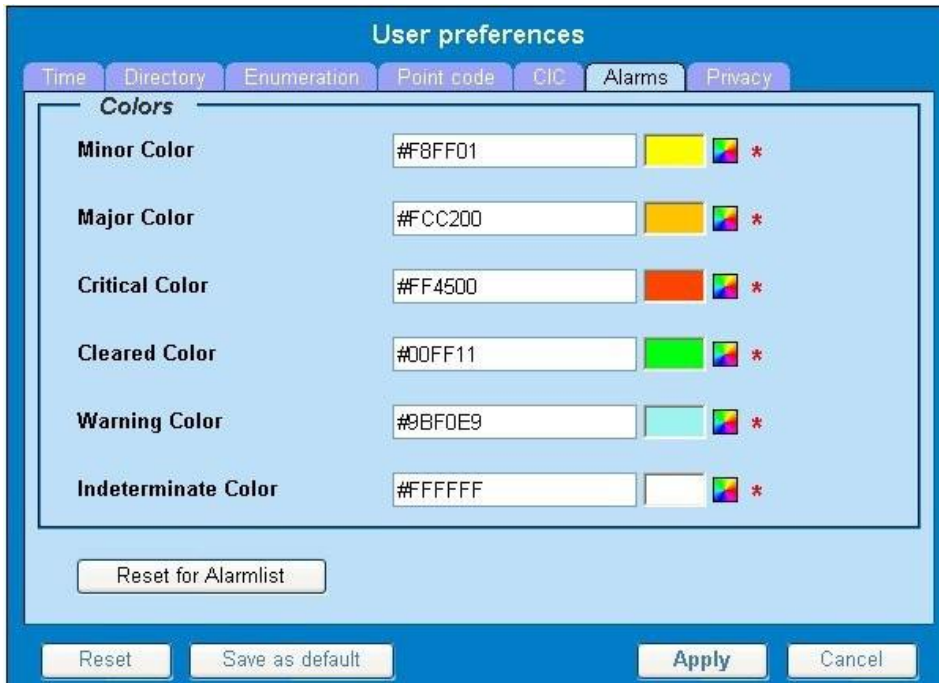 User preferences
Time Directory Enumeration Point code CIC Alarms Privacy
Colors
Minor Color #F8FF01 *
Major Color #FCC200 *
Critical Color #FF4500 *
Cleared Color #00FF11 *
Warning Color #9BF0E9 *
Indeterminate Color #FFFFFF *
Reset for Alarmlist
Reset Save as default Apply Cancel